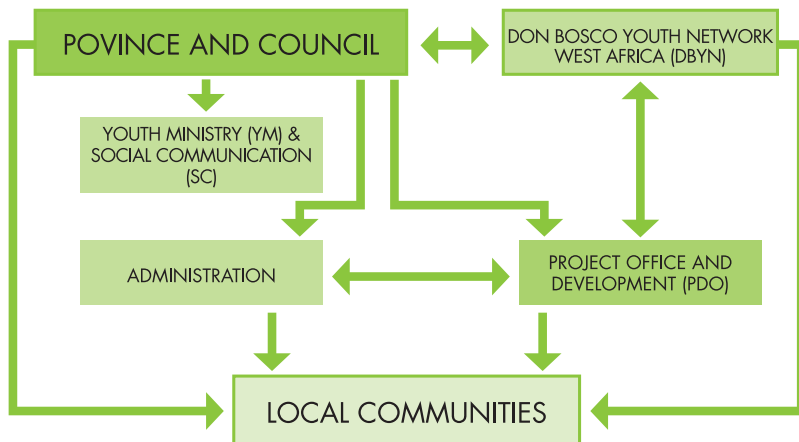 POVINCE AND COUNCIL
DON BOSCO YOUTH NETWORK
WEST AFRICA (DBYN)
YOUTH MINISTRY (YM) &
SOCIAL COMMUNICATION
(SC)
ADMINISTRATION
PROJECT OFFICE AND
DEVELOPMENT (PDO)
LOCAL COMMUNITIES